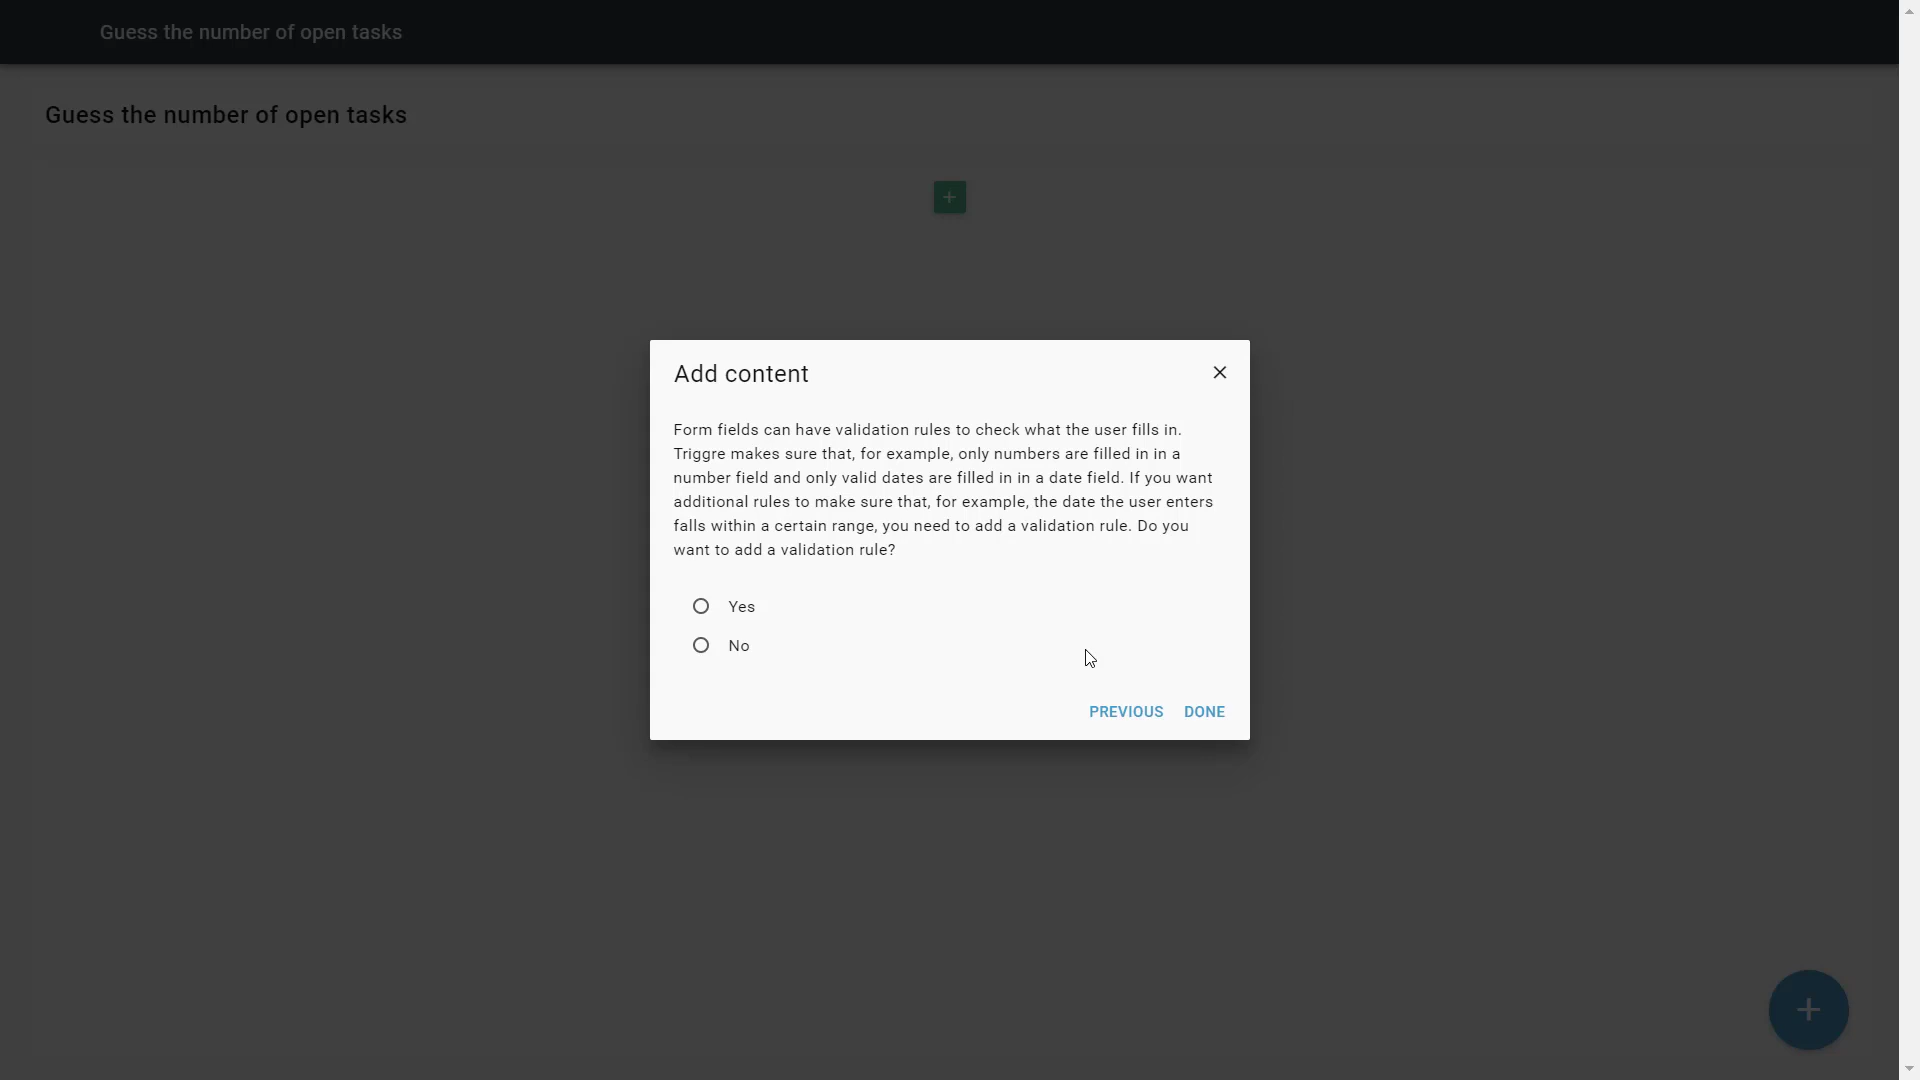 Guess the number of open tasks
Guess the number of open tasks
Add content
Form fields can have validation rules to check what the user fills in.
Triggre makes sure that, for example, only numbers are filled in in a
number field and only valid dates are filled in in a date field. If you want
additional rules to make sure that, for example, the date the user enters
falls within a certain range, you need to add a validation rule. Do you
want to add a validation rule?
Yes
No
PREVIOUS DONE